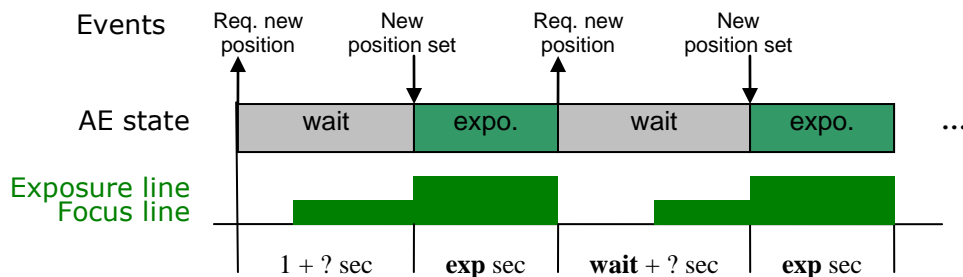 Events
Req. new
position
New
position set
Req. new
position
New
position set
AE state
wait
expo.
wait
expo.
...
Exposure line
Focus line
1 + ? sec
exp sec
wait + ? sec
exp sec